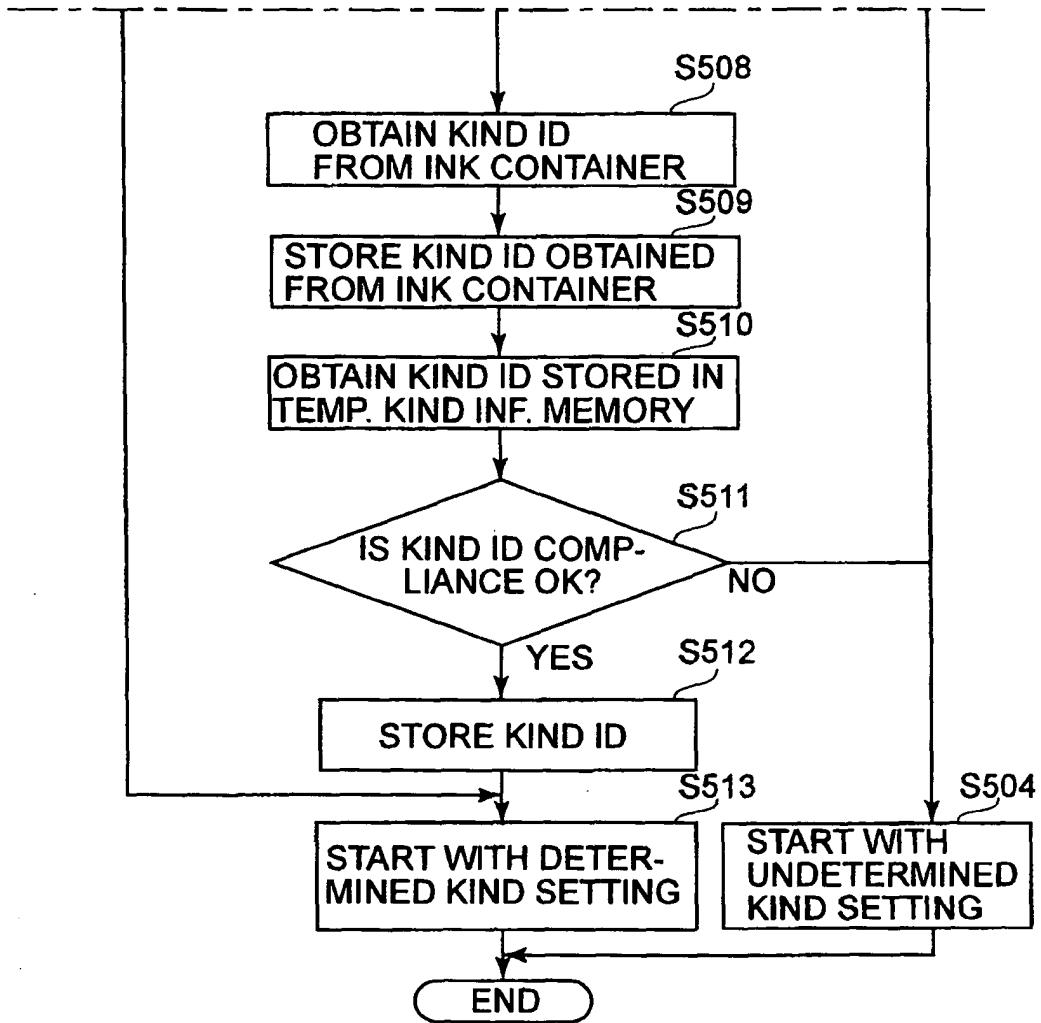 S508
OBTAIN KIND ID
FROM INK CONTAINER
S509
STORE KIND ID OBTAINED
FROM INK CONTAINER
S510
OBTAIN KIND ID STORED IN
TEMP. KIND INF. MEMORY
S511
IS KIND ID COMP-
LIANCE OK?
NO
YES
S512
STORE KIND ID
S513
START WITH DETER-
MINED KIND SETTING
S504
START WITH
UNDETERMINED
KIND SETTING
END